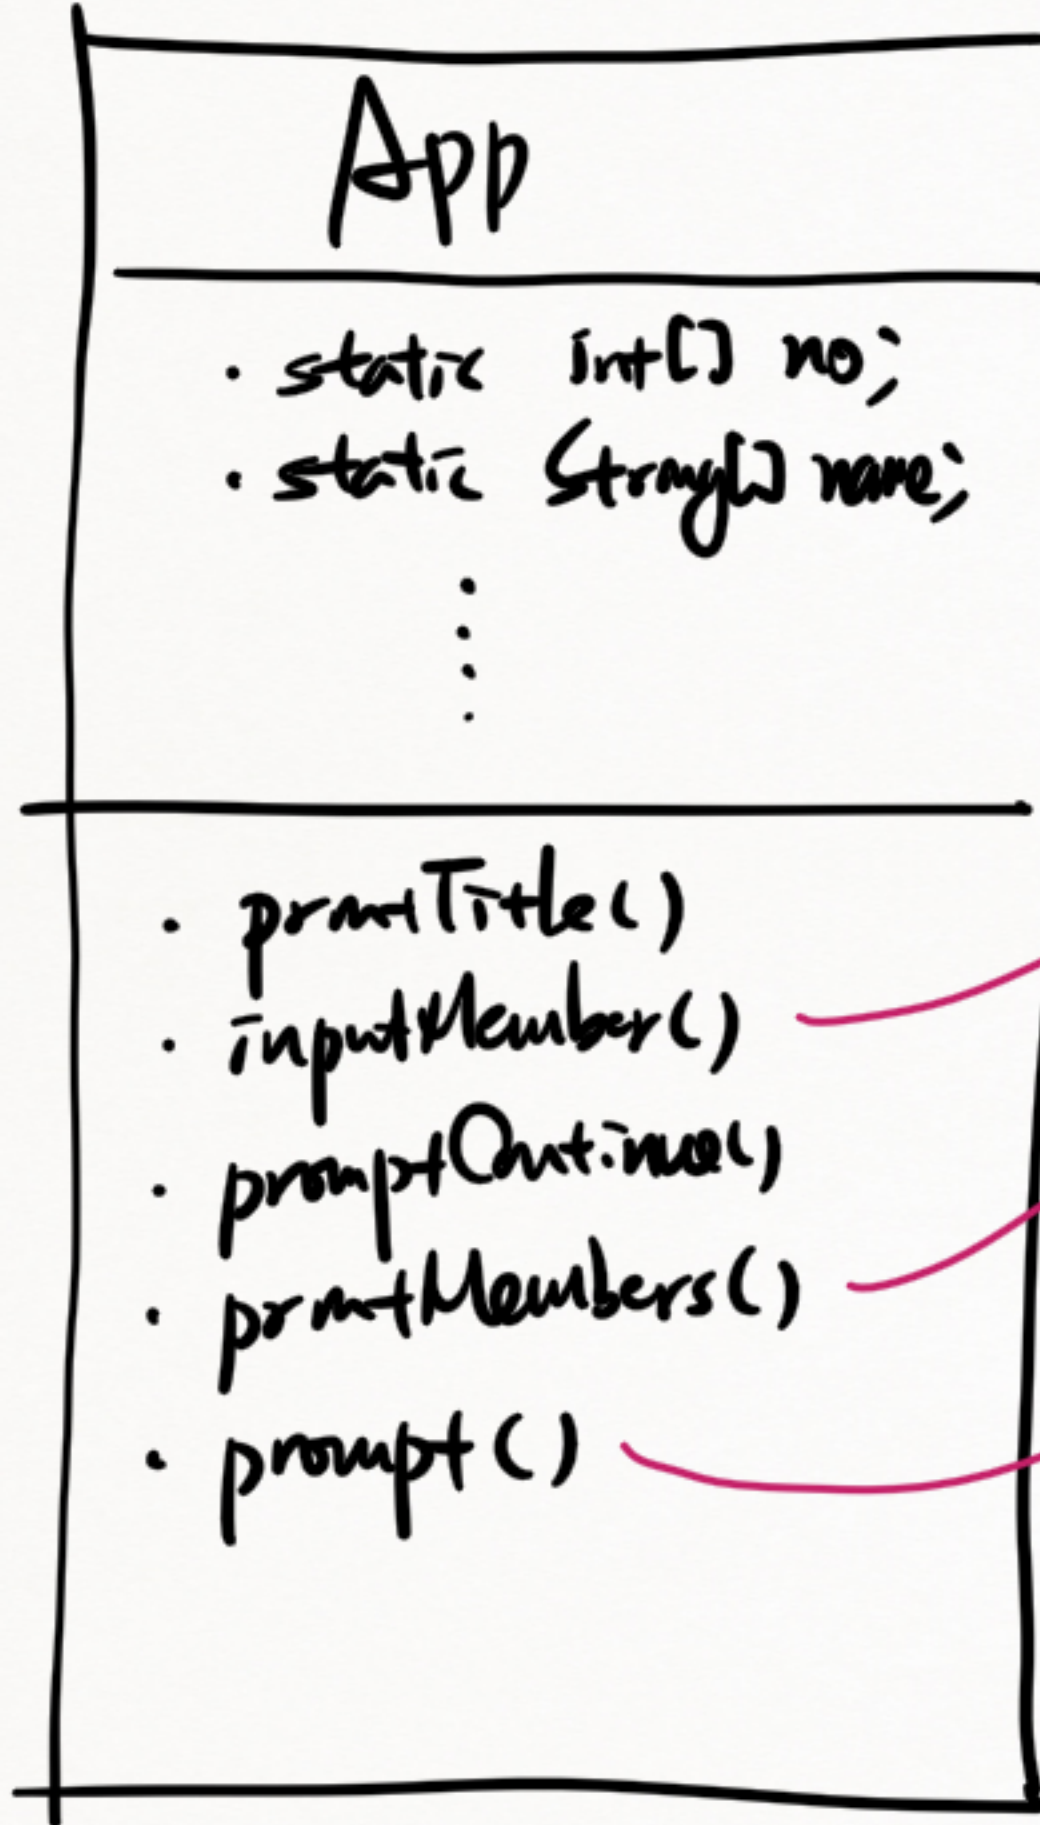 App
· static int[] no;
· static String[] name;
· printTitle()
· inputMember()
· promptContinue()
· printMembers()
· prompt()